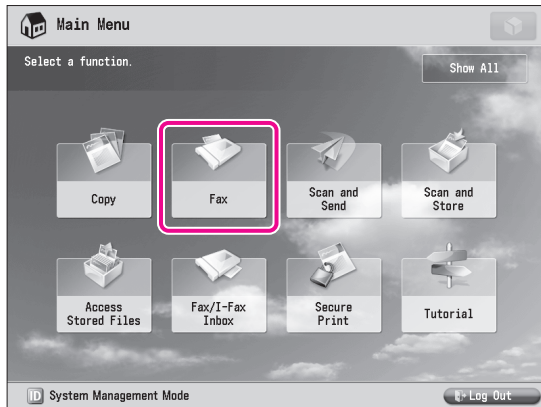 Main Menu
Select a function.
Show All
Copy
Fax
Scan and
Send
Scan and
Store
Access
Stored Files
Fax/I-Fax
Inbox
Secure
Print
Tutorial
ID System Management Mode
Log Out